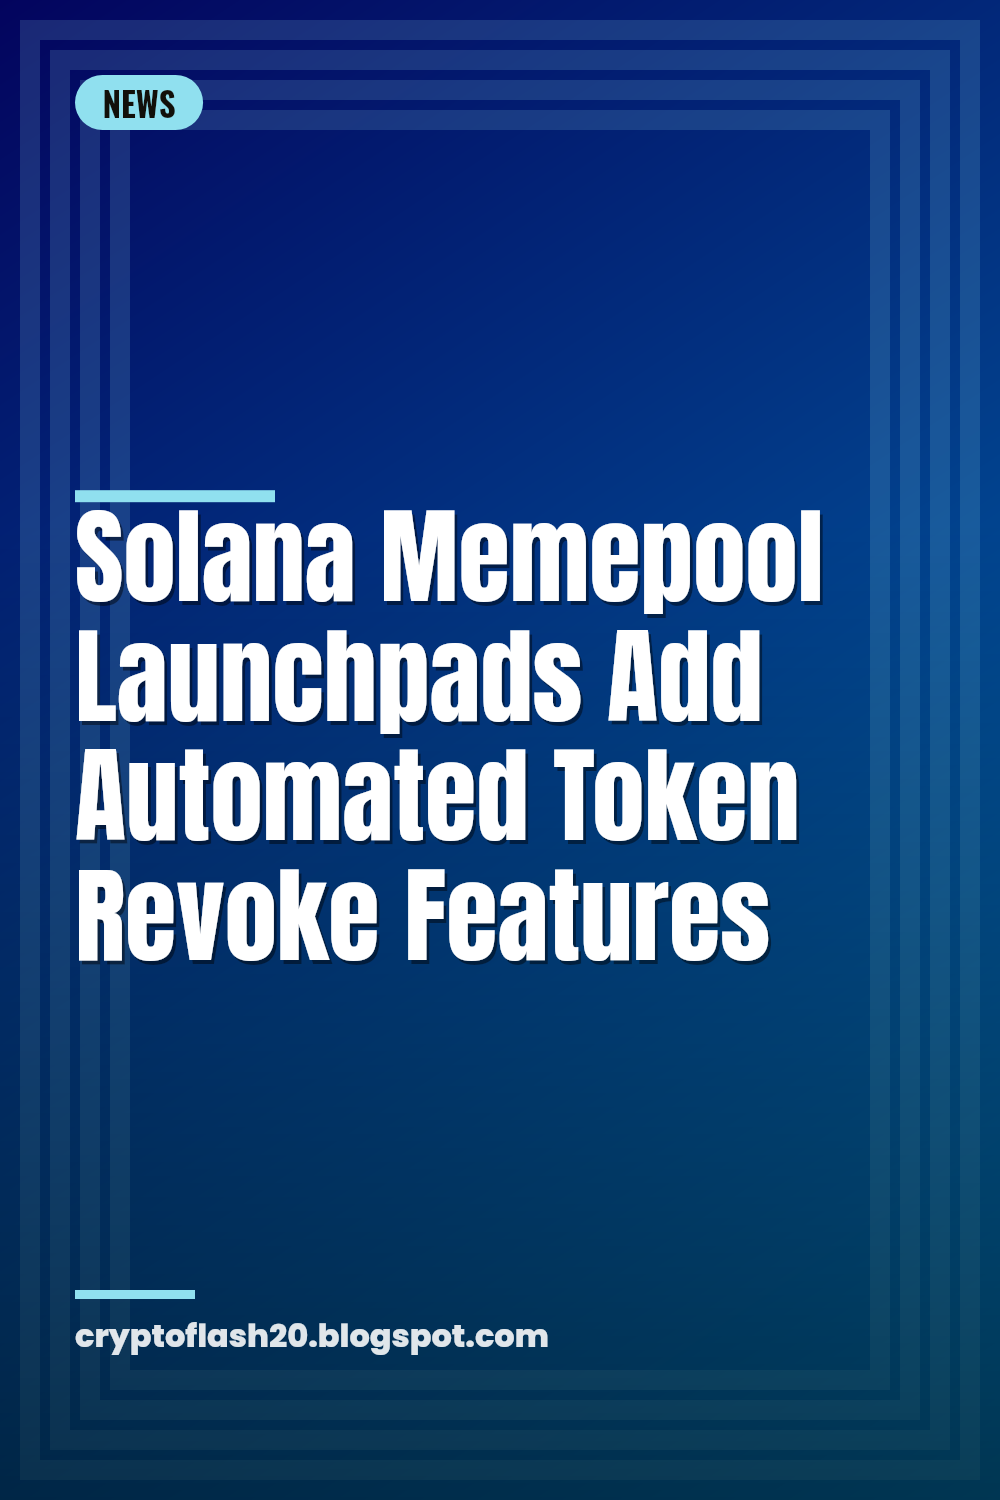 NEWS
Solana Memepool
Launchpads Add
Automated Token
Revoke Features
cryptoflash20.blogspot.com